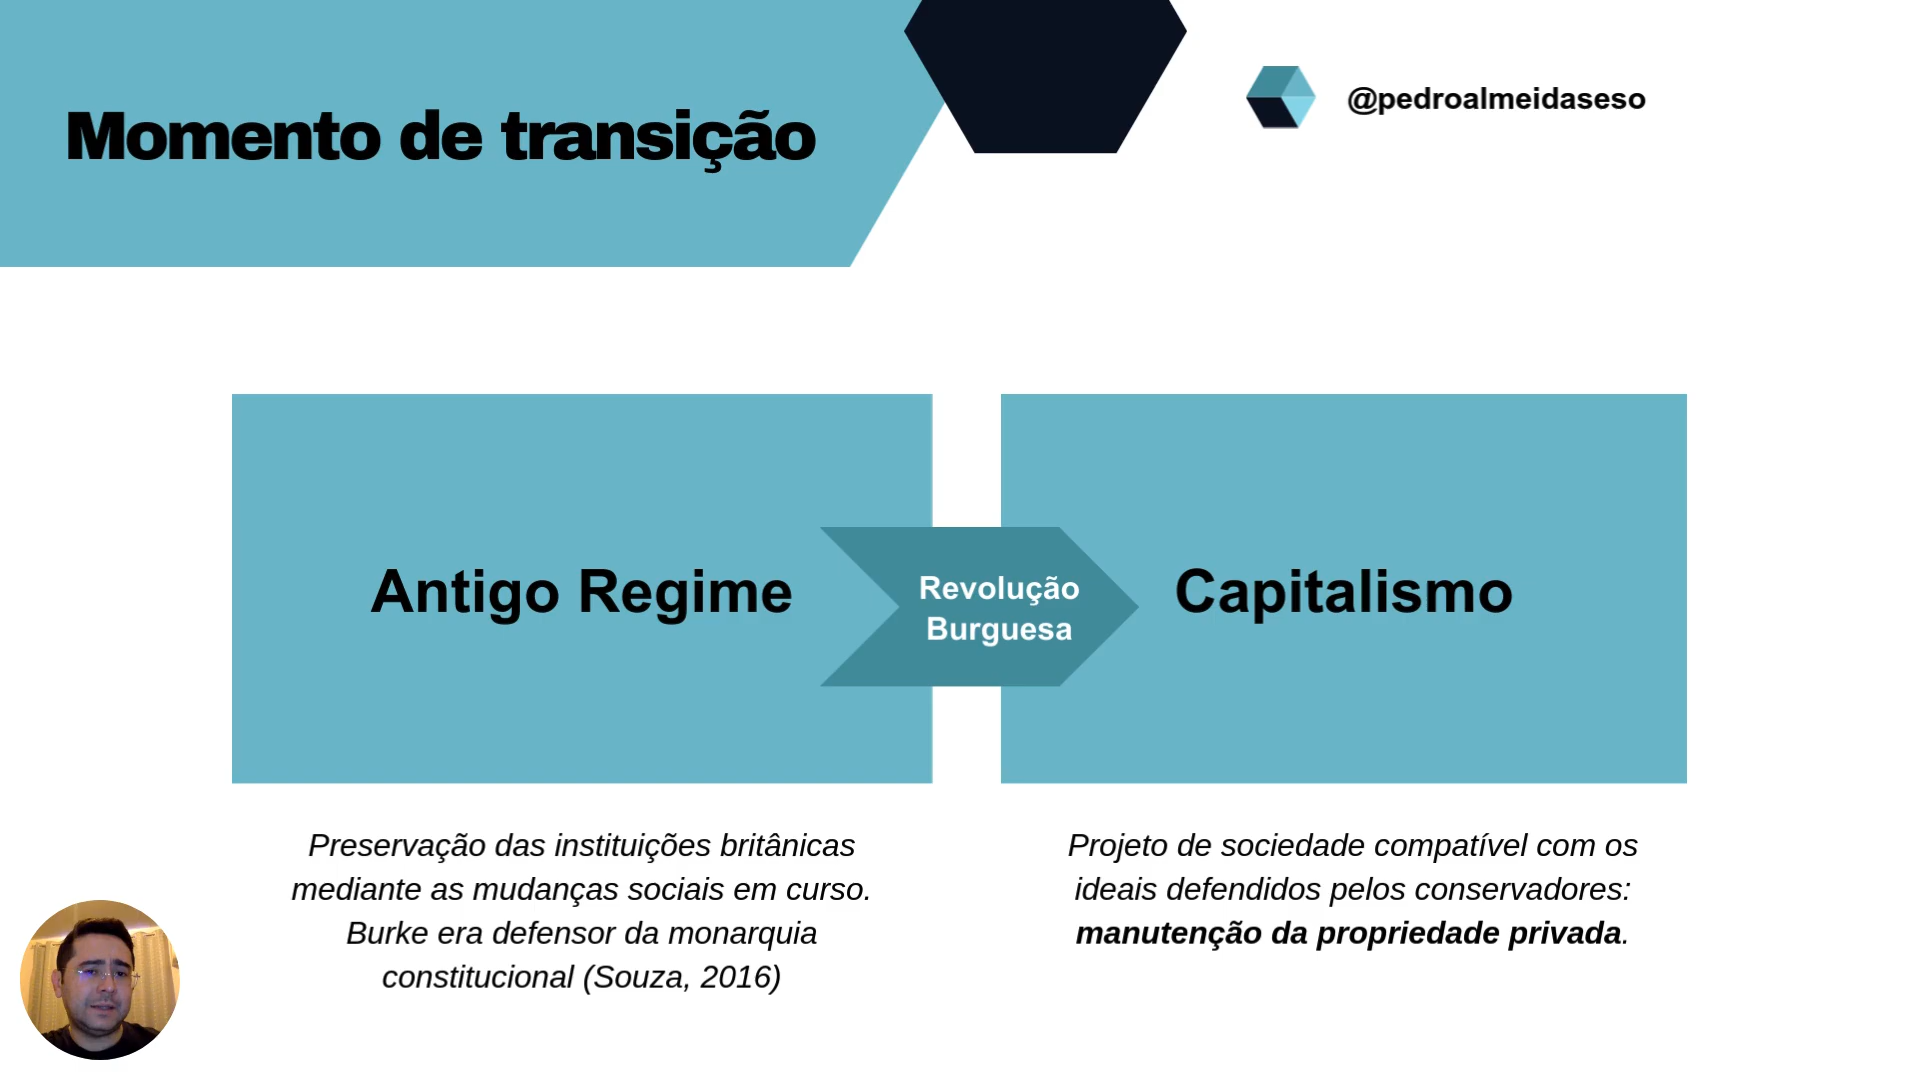 Momento de transição
@pedroalmeidaseso
Antigo Regime
Revolução
Burguesa
Capitalismo
Preservação das instituições britânicas
mediante as mudanças sociais em curso.
Burke era defensor da monarquia
constitucional (Souza, 2016)
Projeto de sociedade compatível com os
ideais defendidos pelos conservadores:
manutenção da propriedade privada.